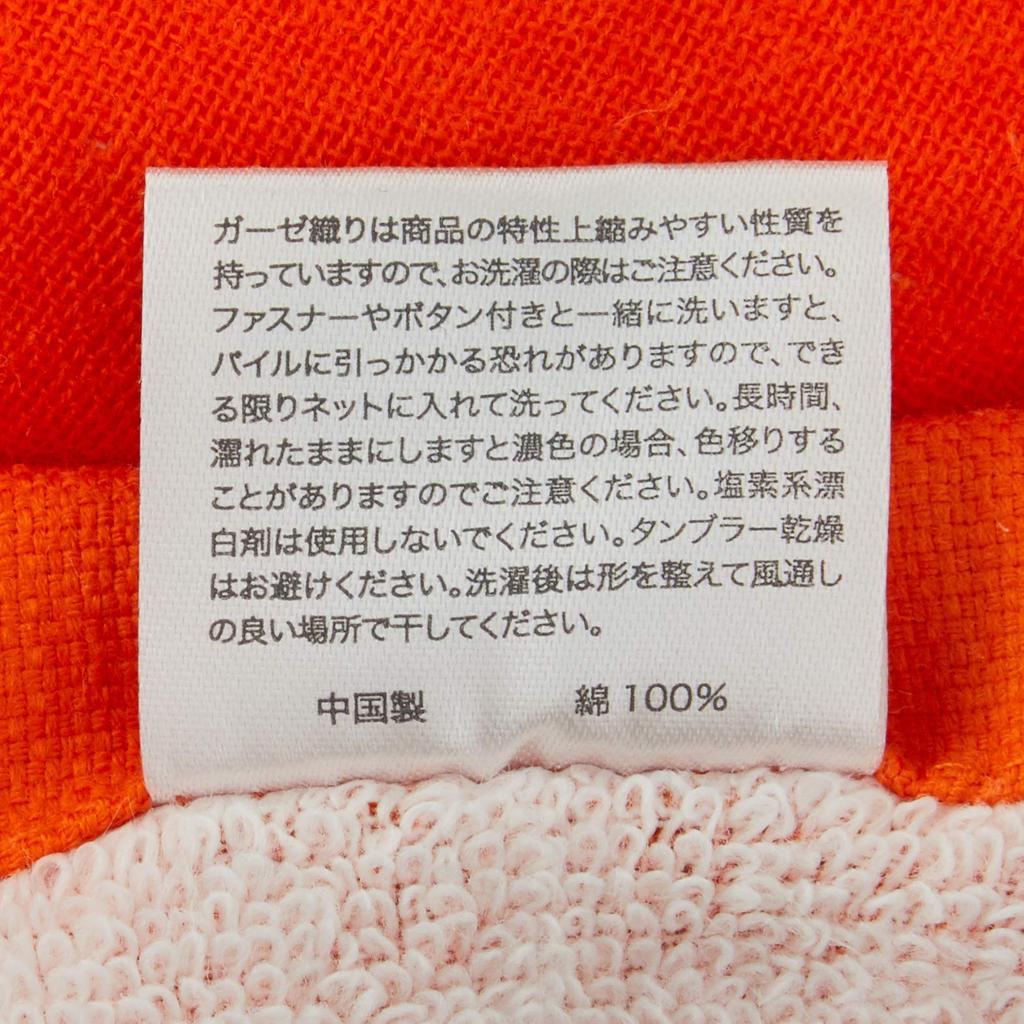 ガーゼ織りは商品の特性上縮みやすい性質を
持っていますので、お洗濯の際はご注意ください。
ファスナーやボタン付きと一緒に洗いますと、
パイルに引っかかる恐れがありますので、でき
る限りネットに入れて洗ってください。長時間、
濡れたままにしますと濃色の場合、色移りする
ことがありますのでご注意ください。塩素系漂
白剤は使用しないでください。タンブラー乾燥
はお避けください。洗濯後は形を整えて風通し
の良い場所で干してください。
中国製 綿 100%